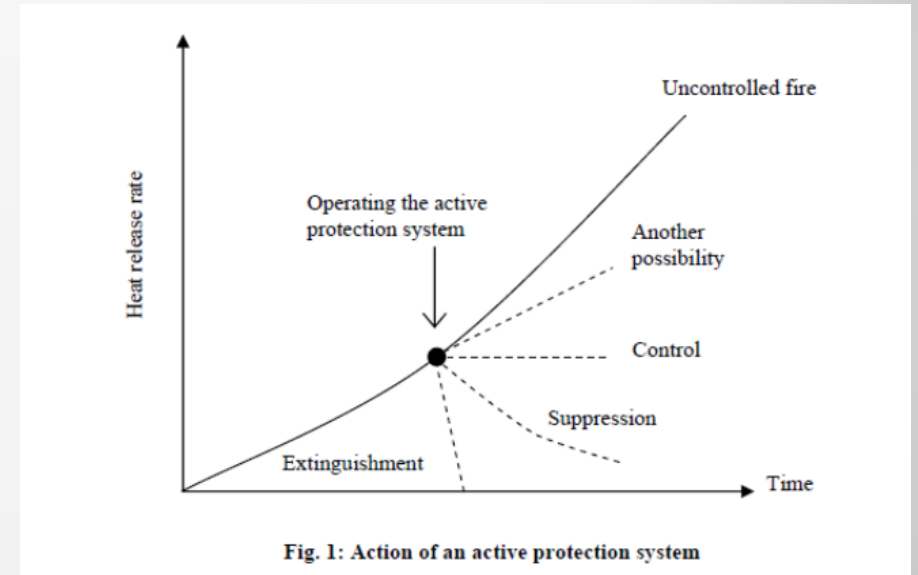 Uncontrolled fire
Operating the active
protection system
Another
possibility
Heat release rate
Control
Suppression
Extinguishment
Time
Fig. 1: Action of an active protection system